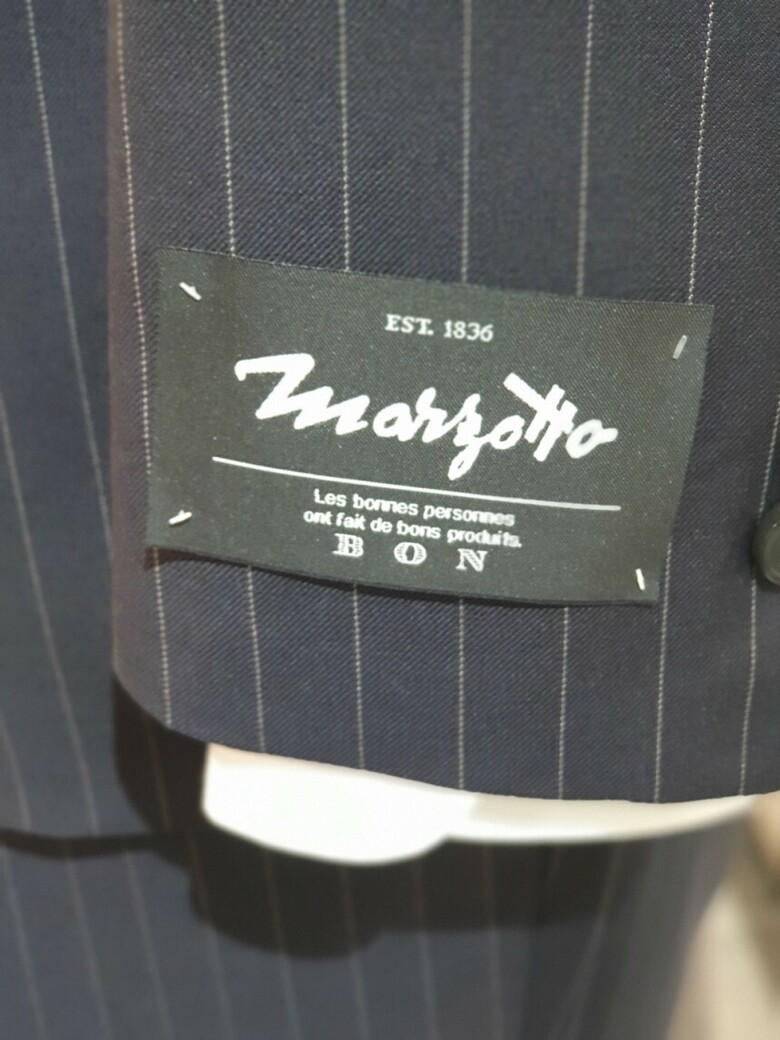 EST. 1836
Marzotto
Les bonnes personnes
ont fait de bons produits.
BON